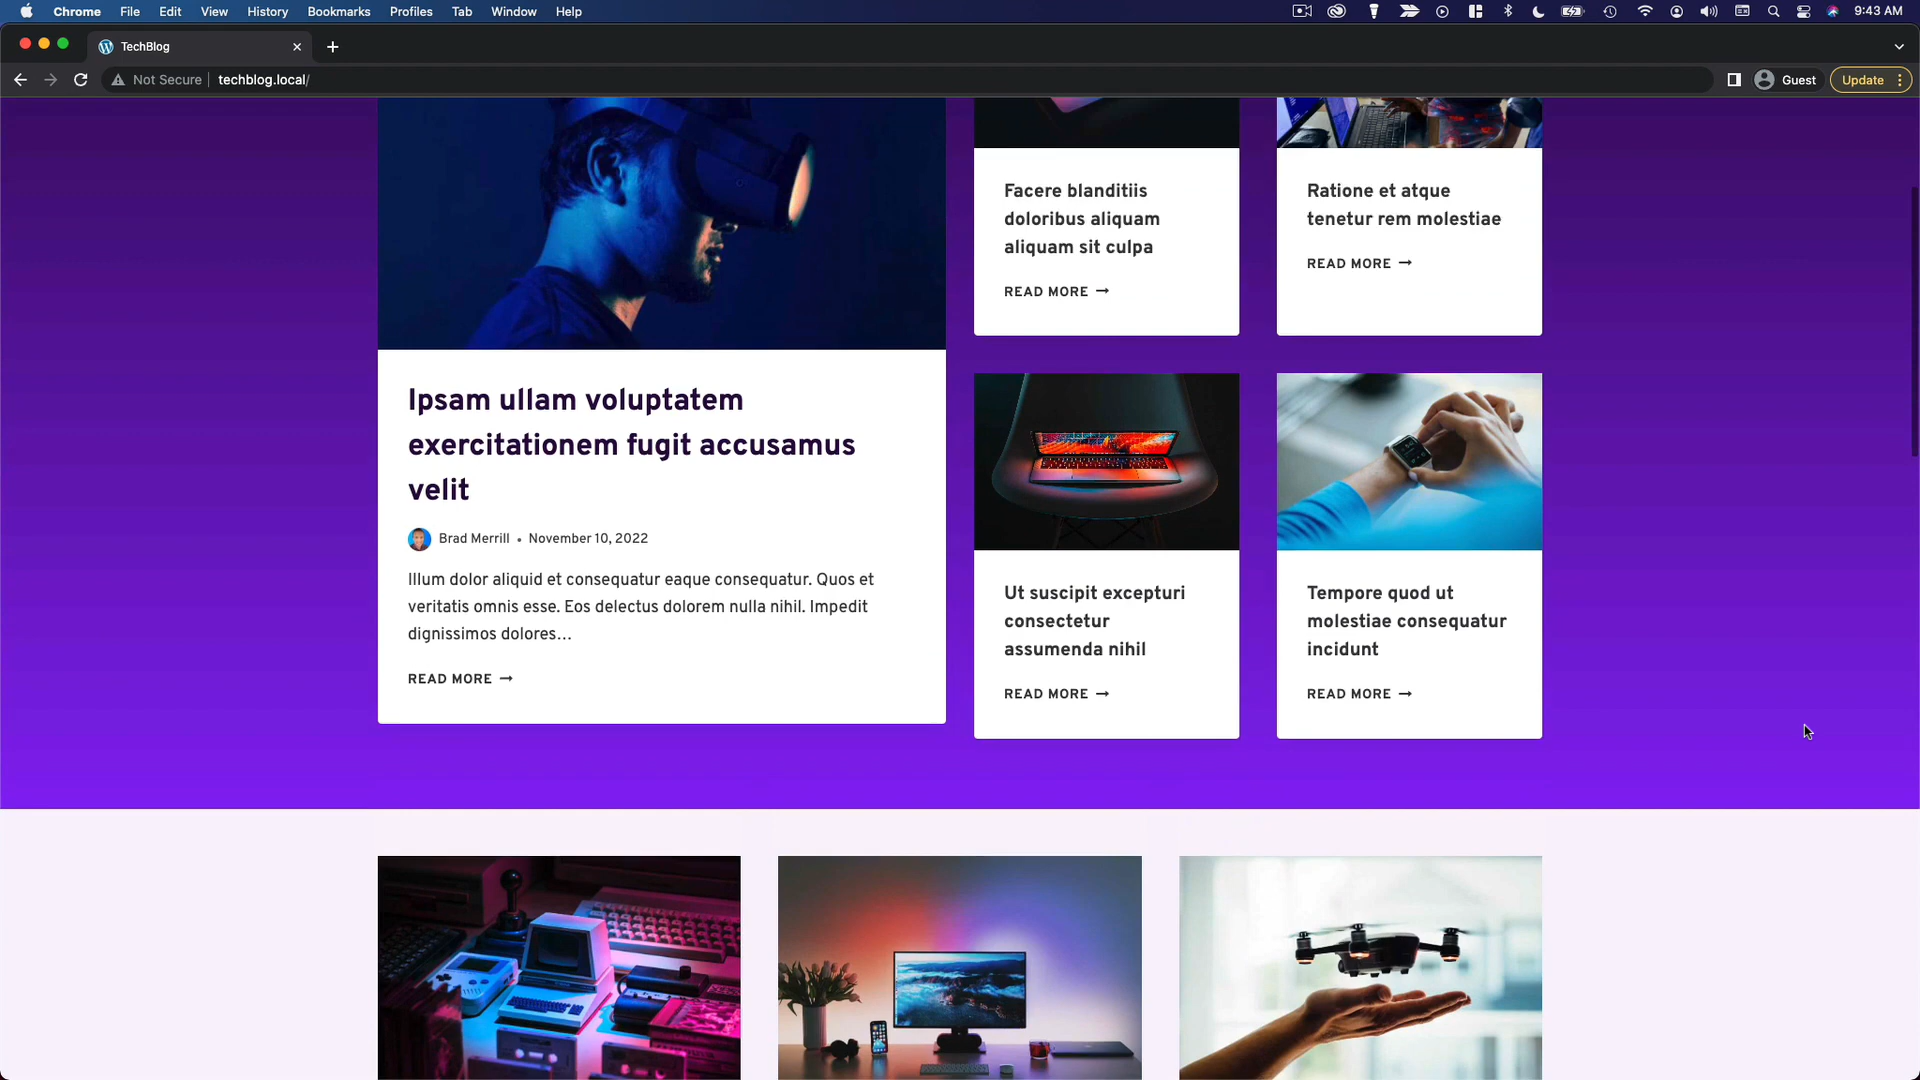 Chrome File Edit View History Bookmarks Profiles Tab Window Help
9:43 AM
TechBlog
Not Secure techblog.local/
Guest
Update
Facere blanditiis
doloribus aliquam
aliquam sit culpa
READ MORE →
Ratione et atque
tenetur rem molestiae
READ MORE →
Ipsam ullam voluptatem
exercitationem fugit accusamus
velit
Brad Merrill • November 10, 2022
Illum dolor aliquid et consequatur eaque consequatur. Quos et
veritatis omnis esse. Eos delectus dolorem nulla nihil. Impedit
dignissimos dolores…
READ MORE →
Ut suscipit excepturi
consectetur
assumenda nihil
READ MORE →
Tempore quod ut
molestiae consequatur
incidunt
READ MORE →